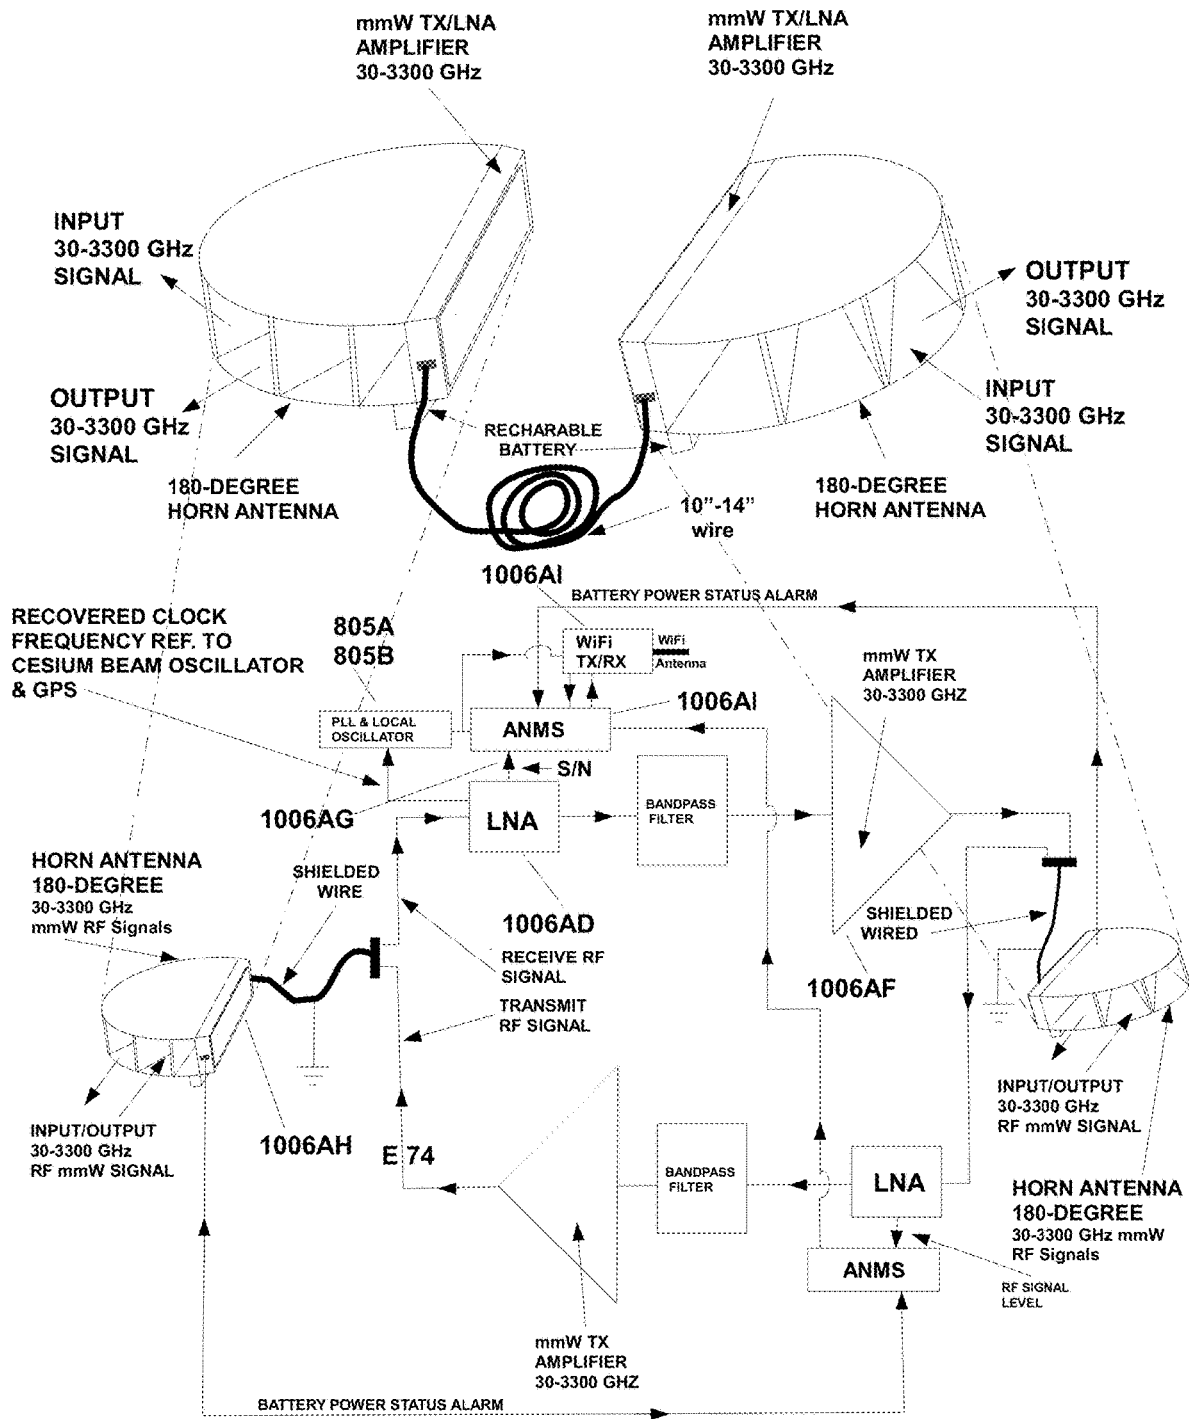 mmW TX/LNA
AMPLIFIER
30-3300 GHz
mmW TX/LNA
AMPLIFIER
30-3300 GHz
INPUT
30-3300 GHz
SIGNAL
OUTPUT
30-3300 GHz
SIGNAL
OUTPUT
30-3300 GHz
SIGNAL
INPUT
30-3300 GHz
SIGNAL
RECHARABLE
BATTERY
180-DEGREE
HORN ANTENNA
180-DEGREE
HORN ANTENNA
10”-14”
wire
1006AI
BATTERY POWER STATUS ALARM
RECOVERED CLOCK
FREQUENCY REF. TO
CESIUM BEAM OSCILLATOR
& GPS
805A
805B
WiFi
TX/RX
WiFi
Antenna
mmW TX
AMPLIFIER
30-3300 GHZ
1006AI
PLL & LOCAL
OSCILLATOR
ANMS
S/N
1006AG
LNA
BANDPASS
FILTER
HORN ANTENNA
180-DEGREE
30-3300 GHz
mmW RF Signals
SHIELDED
WIRE
1006AD
SHIELDED
WIRED
RECEIVE RF
SIGNAL
1006AF
TRANSMIT
RF SIGNAL
INPUT/OUTPUT
30-3300 GHz
RF mmW SIGNAL
1006AH
E 74
BANDPASS
FILTER
LNA
INPUT/OUTPUT
30-3300 GHz
RF mmW SIGNAL
HORN ANTENNA
180-DEGREE
30-3300 GHz mmW
RF Signals
ANMS
RF SIGNAL
LEVEL
mmW TX
AMPLIFIER
30-3300 GHZ
BATTERY POWER STATUS ALARM